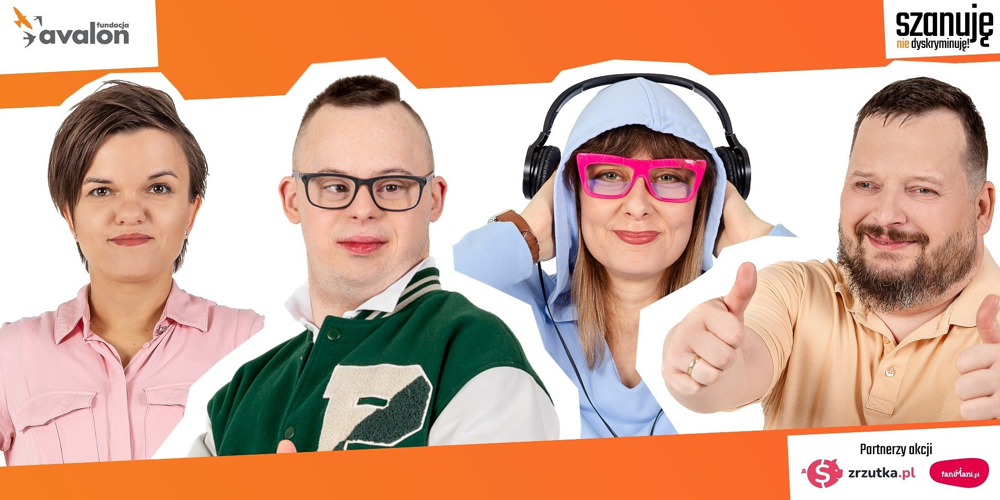 fundacja
avalon
szanuję
nie dyskryminuję!
Partnerzy akcji
zrzutka.pl
faniMani.pl